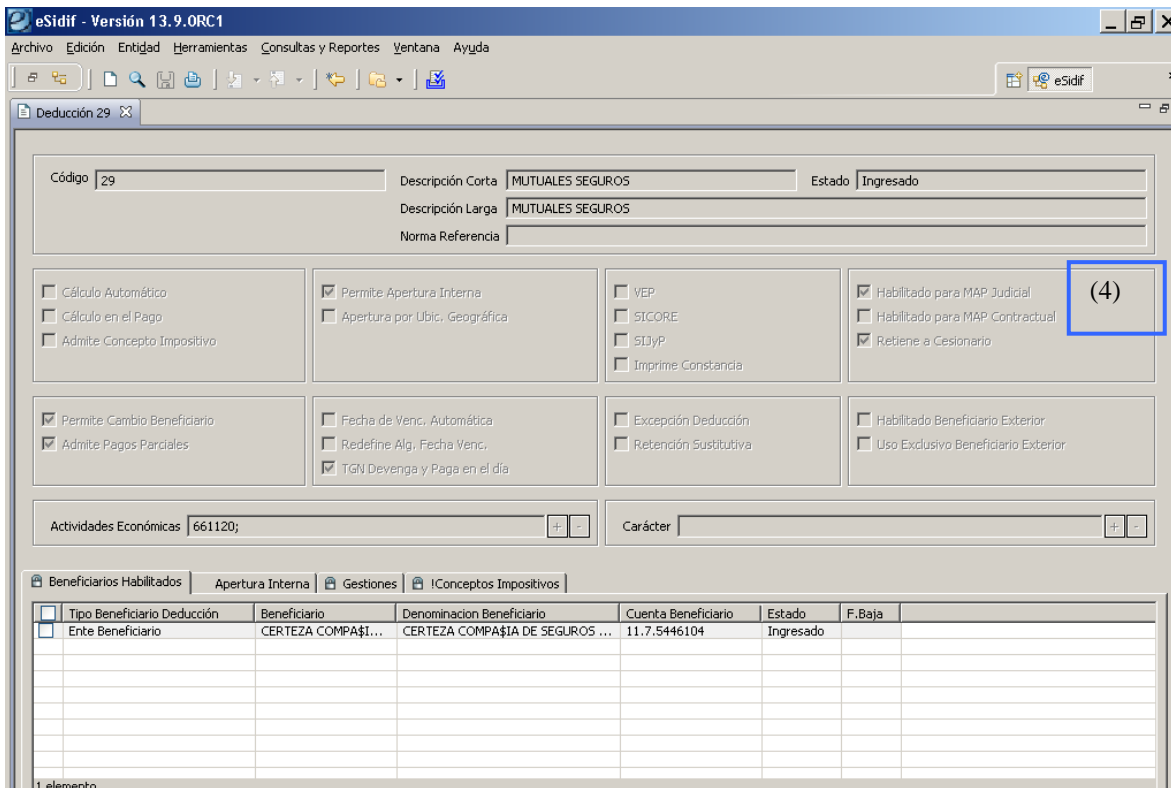 eSidif - Versión 13.9.0RC1
Archivo Edición Entidad Herramientas Consultas y Reportes Ventana Ayuda
eSidif
Deducción 29
Código 29 Descripción Corta MUTUALES SEGUROS Estado Ingresado
Descripción Larga MUTUALES SEGUROS
Norma Referencia
Cálculo Automático Permite Apertura Interna VEP Habilitado para MAP Judicial (4)
Cálculo en el Pago Apertura por Ubic. Geográfica SICORE Habilitado para MAP Contractual
Admite Concepto Impositivo SIJyP Retiene a Cesionario
Imprime Constancia
Permite Cambio Beneficiario Fecha de Venc. Automática Excepción Deducción Habilitado Beneficiario Exterior
Admite Pagos Parciales Redefine Alg. Fecha Venc. Retención Sustitutiva Uso Exclusivo Beneficiario Exterior
TGN Devenga y Paga en el día
Actividades Económicas 661120; + - Carácter + -
Beneficiarios Habilitados Apertura Interna Gestiones !Conceptos Impositivos
Tipo Beneficiario Deducción Beneficiario Denominacion Beneficiario Cuenta Beneficiario Estado F.Baja
Ente Beneficiario CERTEZA COMPA$I... CERTEZA COMPA$IA DE SEGUROS ... 11.7.5446104 Ingresado
1 elemento